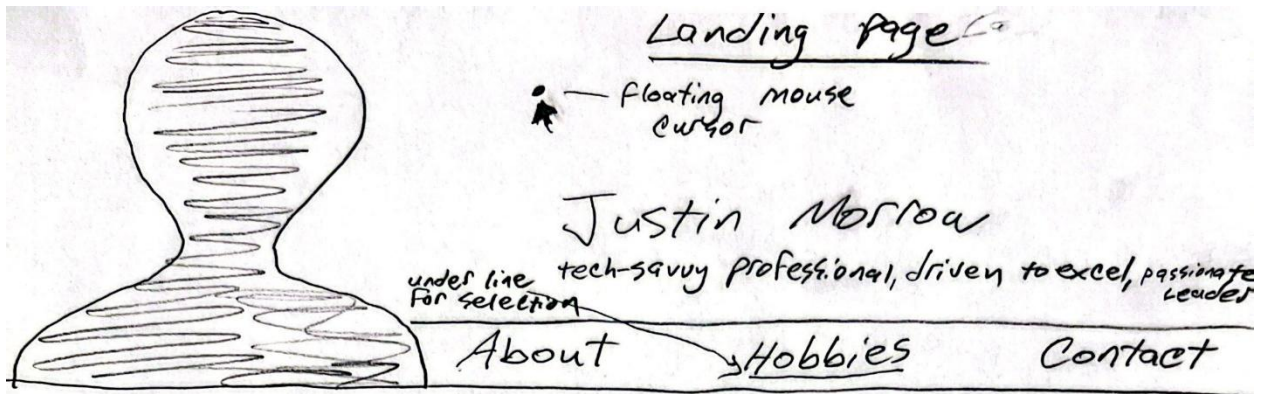 Landing Page
floating mouse
cursor
Justin Morrow
tech-savvy professional, driven to excel, passionate
Leader
under line
for selection
About Hobbies Contact